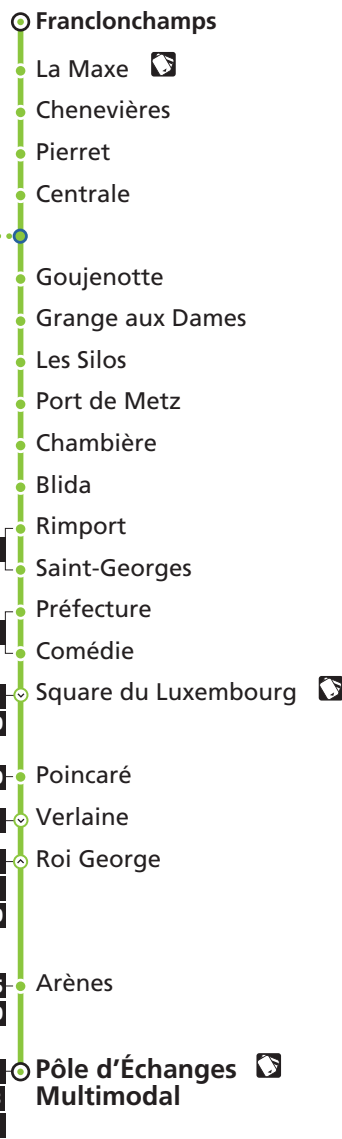 Franclonchamps
La Maxe
Chenevières
Pierret
Centrale
Goujenotte
Grange aux Dames
Les Silos
Port de Metz
Chambière
Blida
Rimport
Saint-Georges
Préfecture
Comédie
Square du Luxembourg
Poincaré
Verlaine
Roi George
Arènes
Pôle d’Échanges
Multimodal